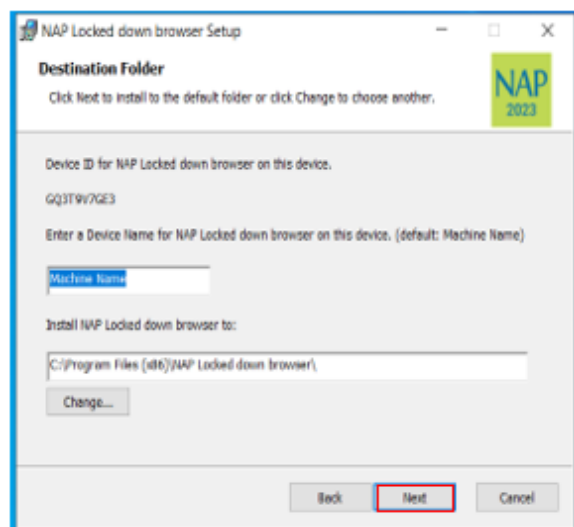 NAP Locked down browser Setup
Destination Folder
Click Next to install to the default folder or click Change to choose another.
NAP
2023
Device ID for NAP Locked down browser on this device.
GQ3T9V7GE3
Enter a Device Name for NAP Locked down browser on this device. (default: Machine Name)
Machine Name
Install NAP Locked down browser to:
C:\Program Files (x86)\NAP Locked down browser\
Change...
Back Next Cancel